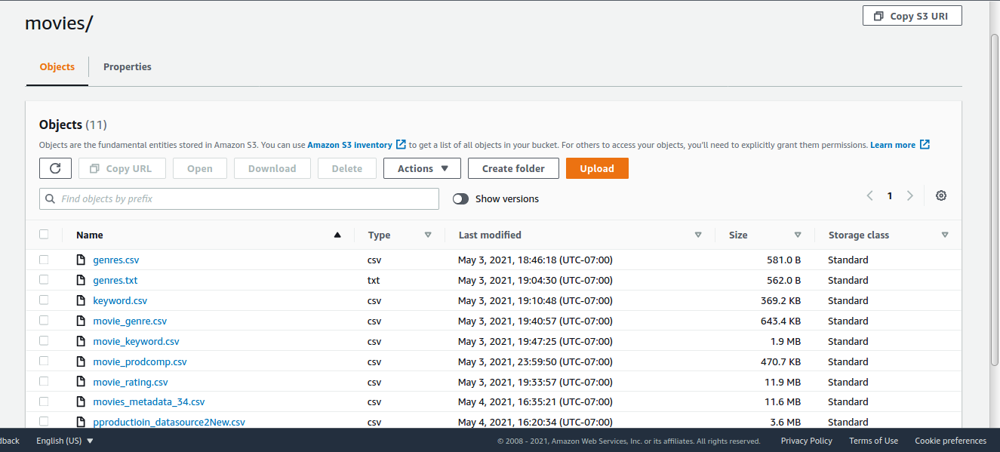 movies/
Copy S3 URI
Objects
Properties
Objects (11)
Objects are the fundamental entities stored in Amazon S3. You can use Amazon S3 inventory to get a list of all objects in your bucket. For others to access your objects, you'll need to explicitly grant them permissions. Learn more
Copy URL Open Download Delete Actions Create folder Upload
Find objects by prefix Show versions 1
Name Type Last modified Size Storage class
genres.csv csv May 3, 2021, 18:46:18 (UTC-07:00) 581.0 B Standard
genres.txt txt May 3, 2021, 19:04:30 (UTC-07:00) 562.0 B Standard
keyword.csv csv May 3, 2021, 19:10:48 (UTC-07:00) 369.2 KB Standard
movie_genre.csv csv May 3, 2021, 19:40:57 (UTC-07:00) 643.4 KB Standard
movie_keyword.csv csv May 3, 2021, 19:47:25 (UTC-07:00) 1.9 MB Standard
movie_prodcomp.csv csv May 3, 2021, 23:59:50 (UTC-07:00) 470.7 KB Standard
movie_rating.csv csv May 3, 2021, 19:33:57 (UTC-07:00) 11.9 MB Standard
movies_metadata_34.csv csv May 4, 2021, 16:35:21 (UTC-07:00) 11.6 MB Standard
pproductioin_datasource2New.csv csv May 4, 2021, 16:20:34 (UTC-07:00) 3.6 MB Standard
dback English (US) © 2008 - 2021, Amazon Web Services, Inc. or its affiliates. All rights reserved. Privacy Policy Terms of Use Cookie preferences